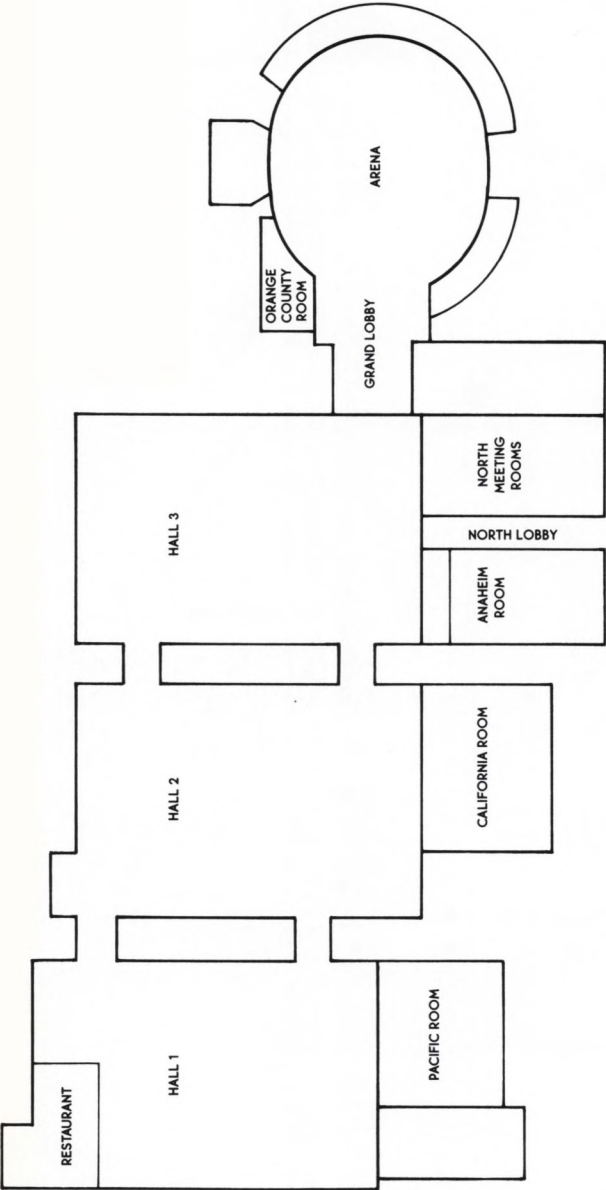 ARENA
ORANGE
COUNTY
ROOM
GRAND LOBBY
NORTH
MEETING
ROOMS
HALL 3
NORTH LOBBY
ANAHEIM
ROOM
CALIFORNIA ROOM
HALL 2
PACIFIC ROOM
HALL 1
RESTAURANT